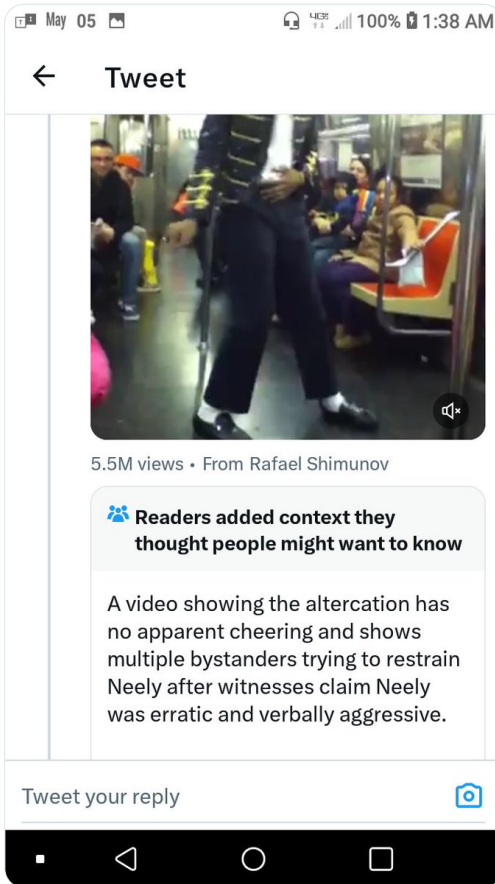 May 05
4G
100%
1:38 AM
Tweet
5.5M views • From Rafael Shimunov
Readers added context they
thought people might want to know
A video showing the altercation has
no apparent cheering and shows
multiple bystanders trying to restrain
Neely after witnesses claim Neely
was erratic and verbally aggressive.
Tweet your reply